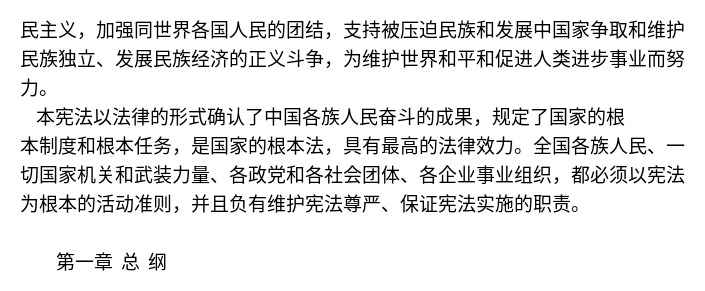 民主义，加强同世界各国人民的团结，支持被压迫民族和发展中国家争取和维护
民族独立、发展民族经济的正义斗争，为维护世界和平和促进人类进步事业而努
力。
本宪法以法律的形式确认了中国各族人民奋斗的成果，规定了国家的根
本制度和根本任务，是国家的根本法，具有最高的法律效力。全国各族人民、一
切国家机关和武装力量、各政党和各社会团体、各企业事业组织，都必须以宪法
为根本的活动准则，并且负有维护宪法尊严、保证宪法实施的职责。
第一章 总 纲